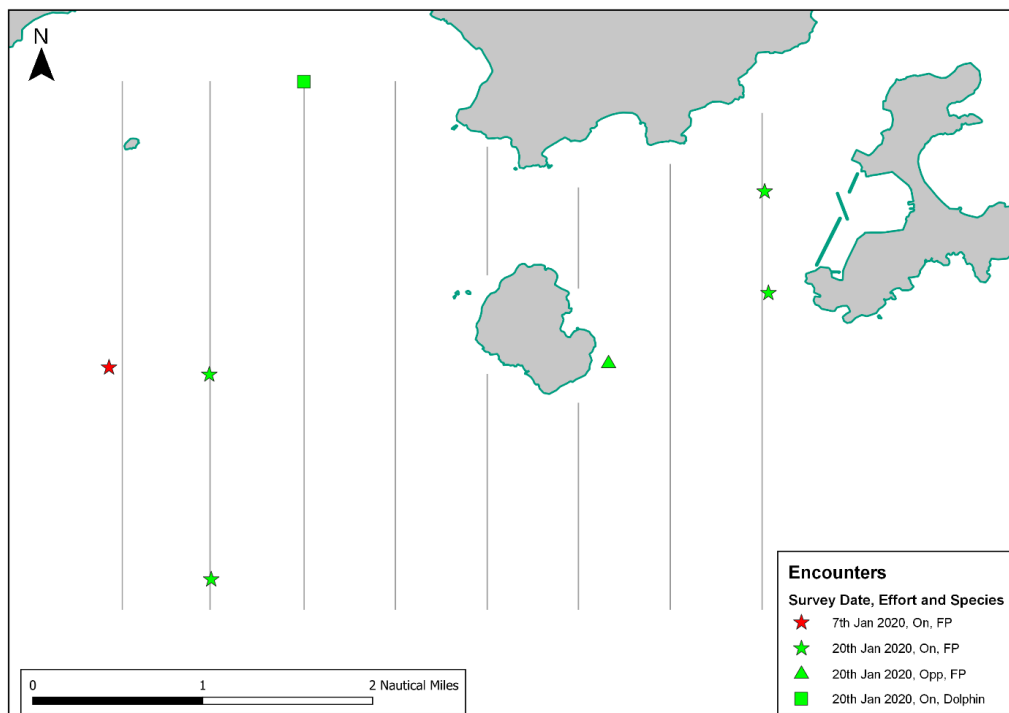 N
Encounters
Survey Date, Effort and Species
7th Jan 2020, On, FP
20th Jan 2020, On, FP
20th Jan 2020, Opp, FP
20th Jan 2020, On, Dolphin
0 1 2 Nautical Miles